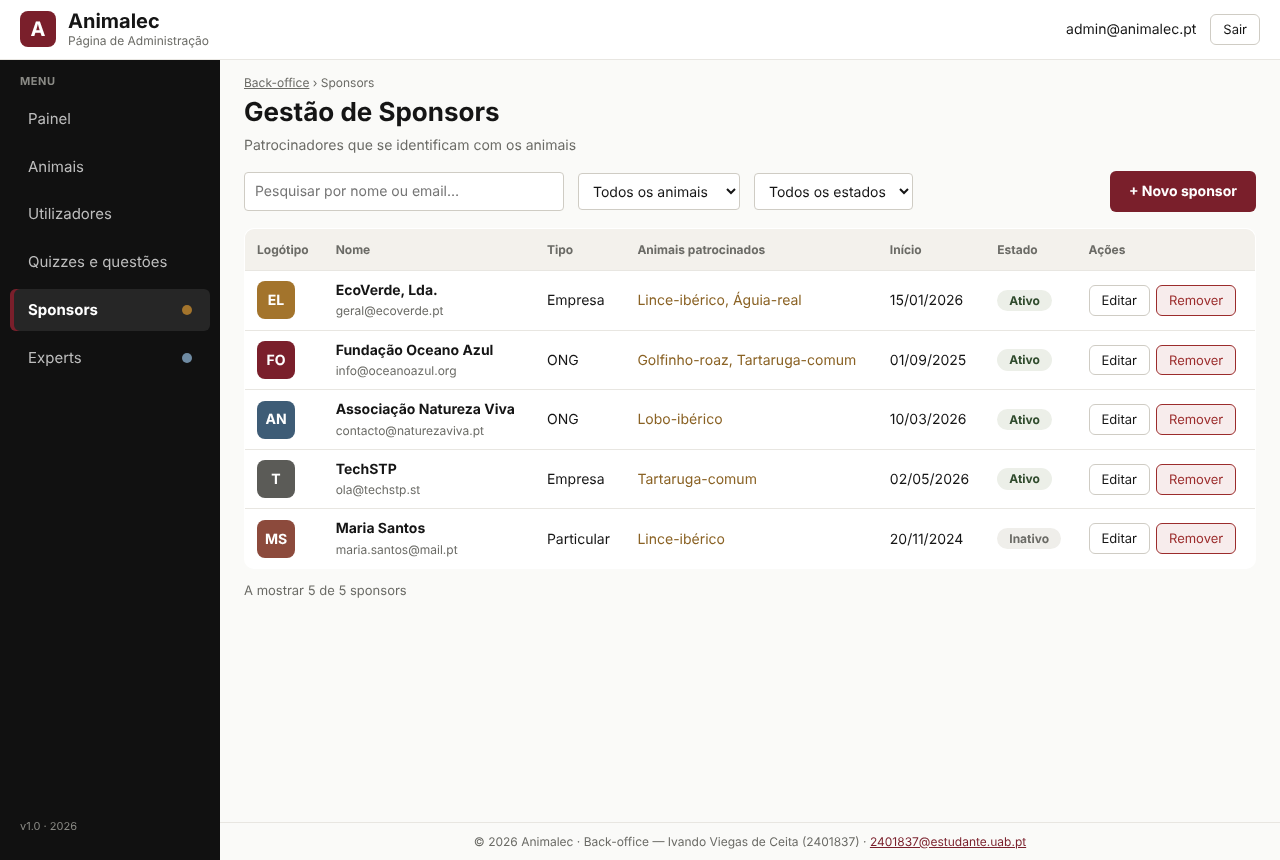 A
Animalec
Página de Administração
admin@animalec.pt
Sair
MENU
Painel
Animais
Utilizadores
Quizzes e questões
Sponsors
Experts
v1.0 · 2026
Back-office › Sponsors
Gestão de Sponsors
Patrocinadores que se identificam com os animais
Pesquisar por nome ou email...
Todos os animais
Todos os estados
+ Novo sponsor
Logótipo Nome Tipo Animais patrocinados Início Estado Ações
EL EcoVerde, Lda. Empresa Lince-ibérico, Águia-real 15/01/2026 Ativo Editar Remover
geral@ecoverde.pt
FO Fundação Oceano Azul ONG Golfinho-roaz, Tartaruga-comum 01/09/2025 Ativo Editar Remover
info@oceanoazul.org
AN Associação Natureza Viva ONG Lobo-ibérico 10/03/2026 Ativo Editar Remover
contacto@naturezaviva.pt
T TechSTP Empresa Tartaruga-comum 02/05/2026 Ativo Editar Remover
ola@techstp.st
MS Maria Santos Particular Lince-ibérico 20/11/2024 Inativo Editar Remover
maria.santos@mail.pt
A mostrar 5 de 5 sponsors
© 2026 Animalec · Back-office — Ivando Viegas de Ceita (2401837) · 2401837@estudante.uab.pt